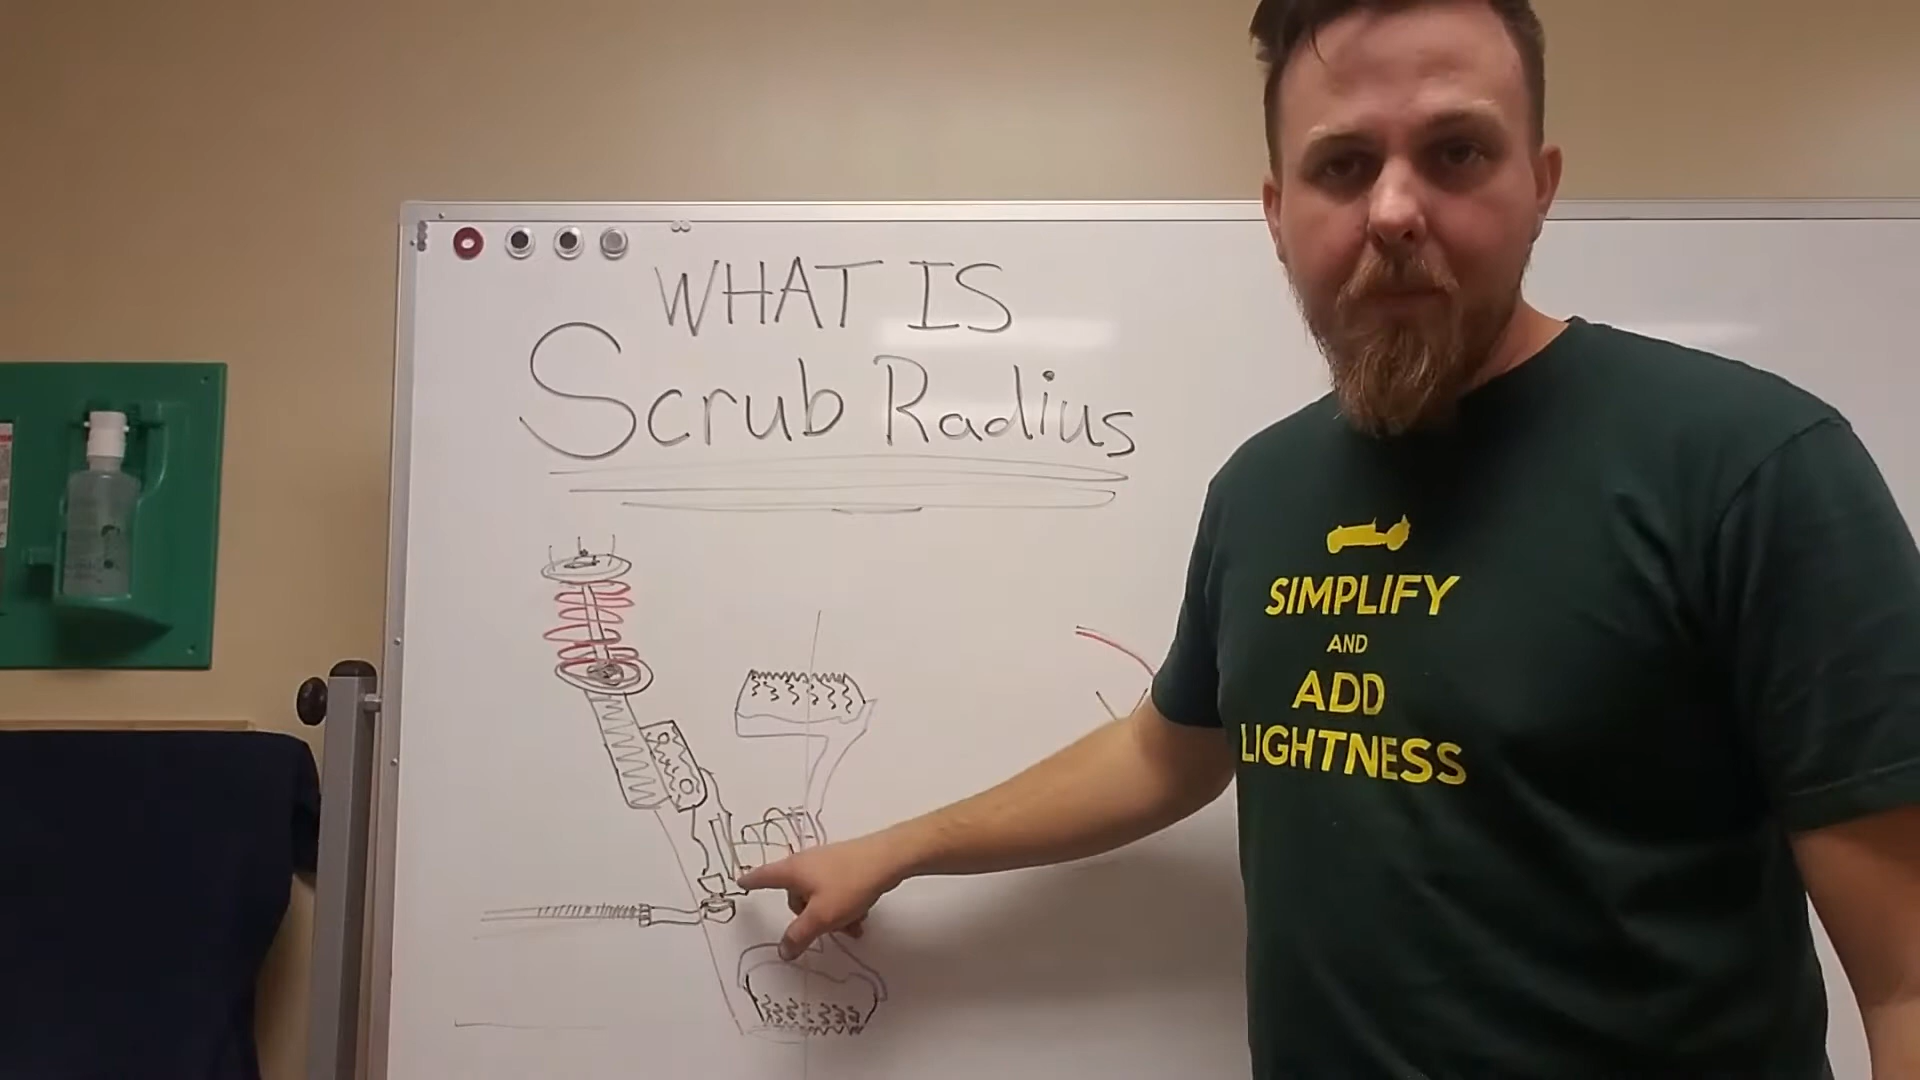 WHAT IS
Scrub Radius
SIMPLIFY
AND
ADD
LIGHTNESS